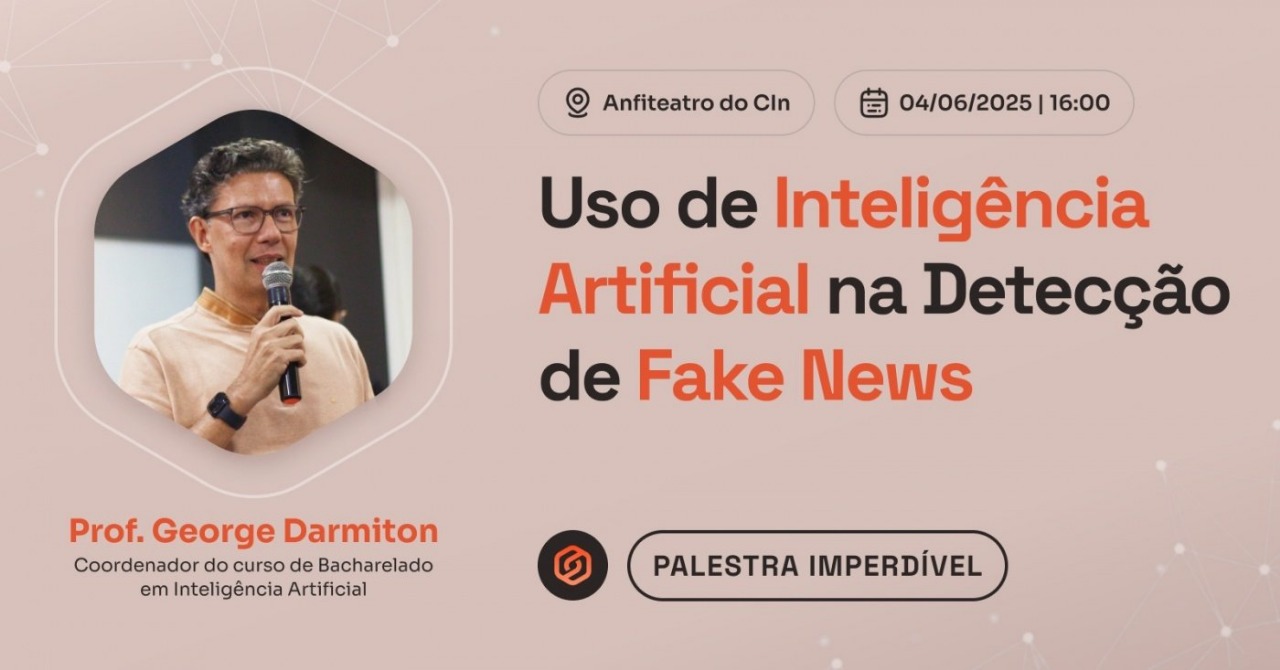 Anfiteatro do CIn
04/06/2025 | 16:00
Uso de Inteligência
Artificial na Detecção
de Fake News
Prof. George Darmiton
Coordenador do curso de Bacharelado
em Inteligência Artificial
PALESTRA IMPERDÍVEL